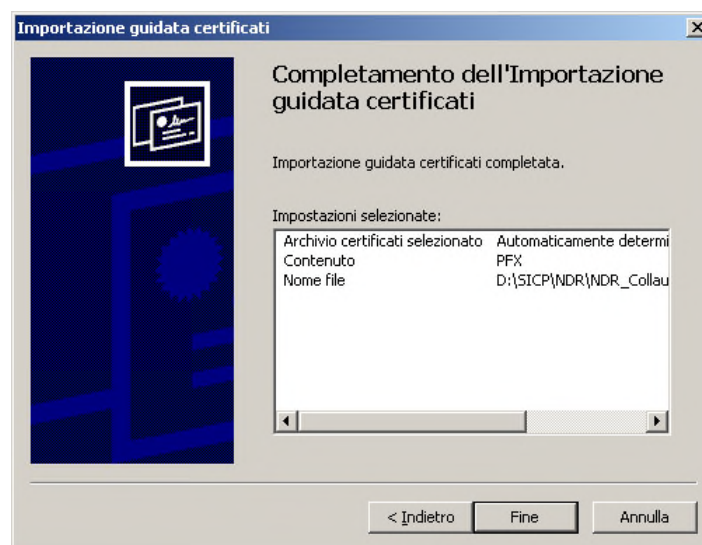 Importazione guidata certificati
Completamento dell'Importazione
guidata certificati
Importazione guidata certificati completata.
Impostazioni selezionate:
Archivio certificati selezionato Automaticamente determi
Contenuto PFX
Nome file D:\SICP\NDR\NDR_Collau
< Indietro Fine Annulla